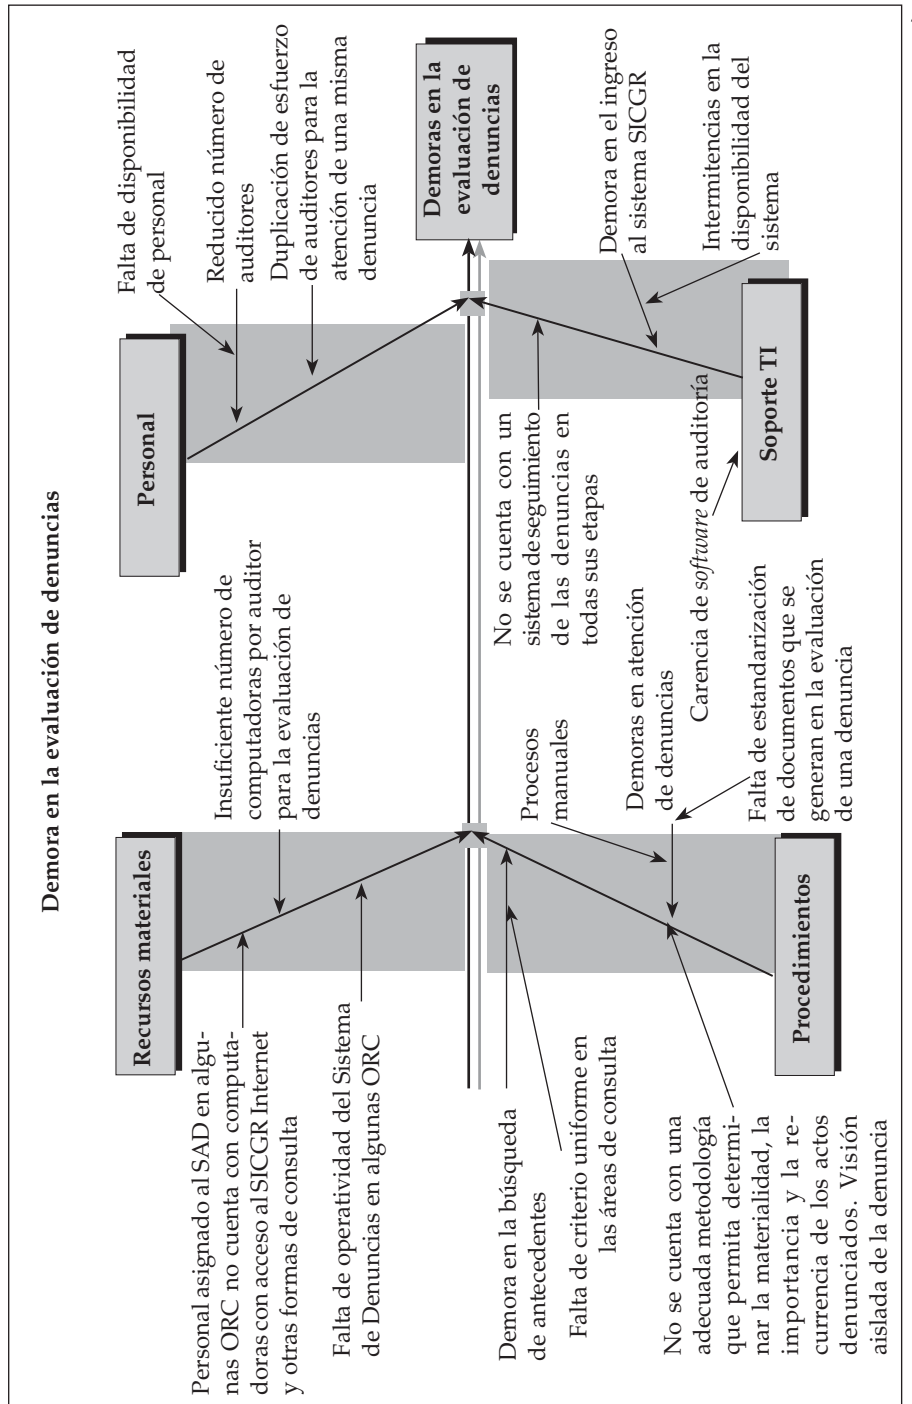 Demora en la evaluación de denuncias
Recursos materiales
Personal
Personal asignado al SAD en algu-
nas ORC no cuenta con computa-
doras con acceso al SICGR Internet
y otras formas de consulta
Insuficiente número de
computadoras por auditor
para la evaluación de
denuncias
Falta de operatividad del Sistema
de Denuncias en algunas ORC
Falta de disponibilidad
de personal
Reducido número de
auditores
Duplicación de esfuerzo
de auditores para la
atención de una misma
denuncia
Demoras en la
evaluación de
denuncias
Demora en la búsqueda
de antecedentes
Falta de criterio uniforme en
las áreas de consulta
No se cuenta con una
adecuada metodología
que permita determi-
nar la materialidad, la
importancia y la re-
currencia de los actos
denunciados. Visión
aislada de la denuncia
Procesos
manuales
Demoras en atención
de denuncias
Falta de estandarización
de documentos que se
generan en la evaluación
de una denuncia
Procedimientos
No se cuenta con un
sistema de seguimiento
de las denuncias en
todas sus etapas
Carencia de software de auditoría
Demora en el ingreso
al sistema SICGR
Intermitencias en la
disponibilidad del
sistema
Soporte TI